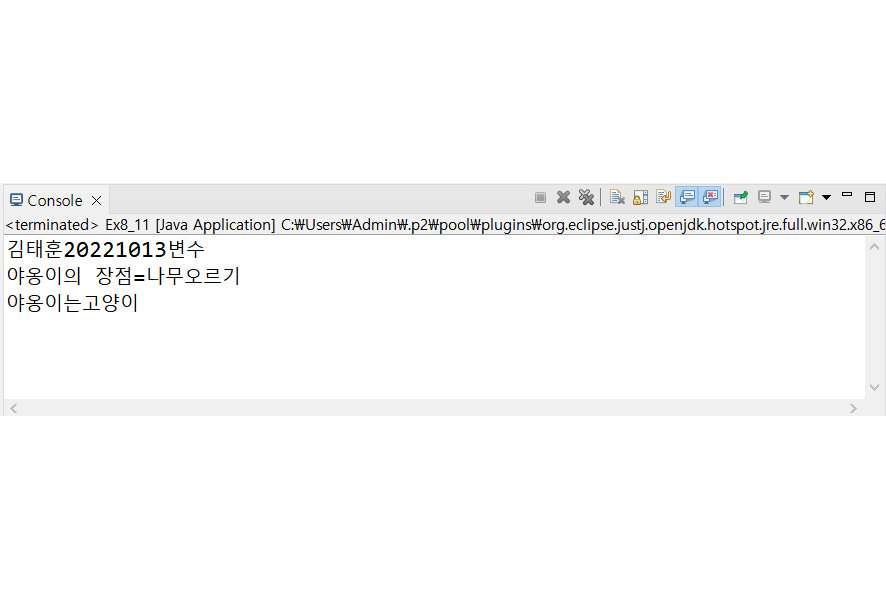 Console
<terminated> Ex8_11 [Java Application] C:₩Users₩Admin₩.p2₩pool₩plugins₩org.eclipse.justj.openjdk.hotspot.jre.full.win32.x86_6
김태훈20221013변수
야옹이의 장점=나무오르기
야옹이는고양이